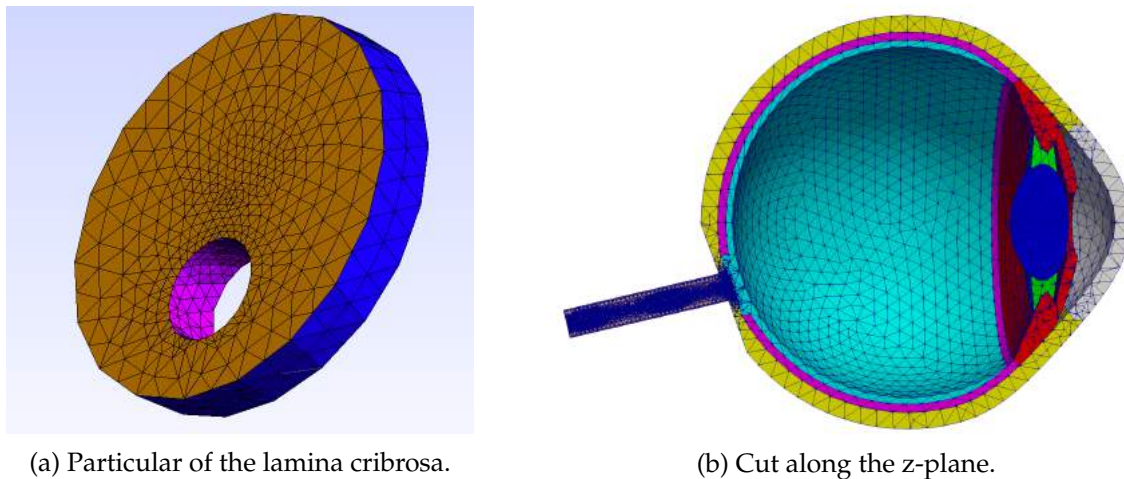 (a) Particular of the lamina cribrosa.
(b) Cut along the z-plane.